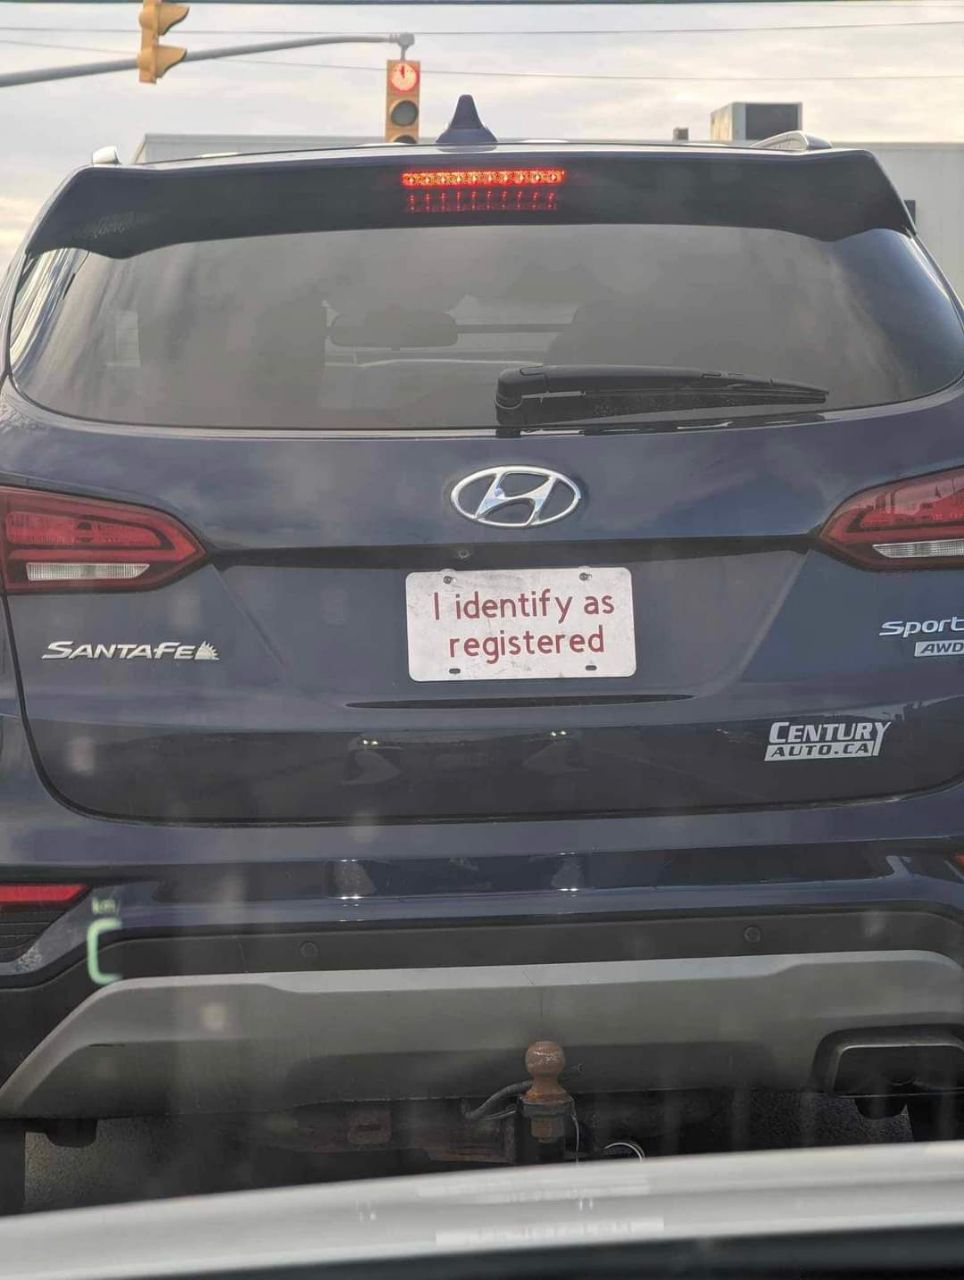 I identify as
registered
SANTAFE
Sport
AWD
CENTURY
AUTO.CA